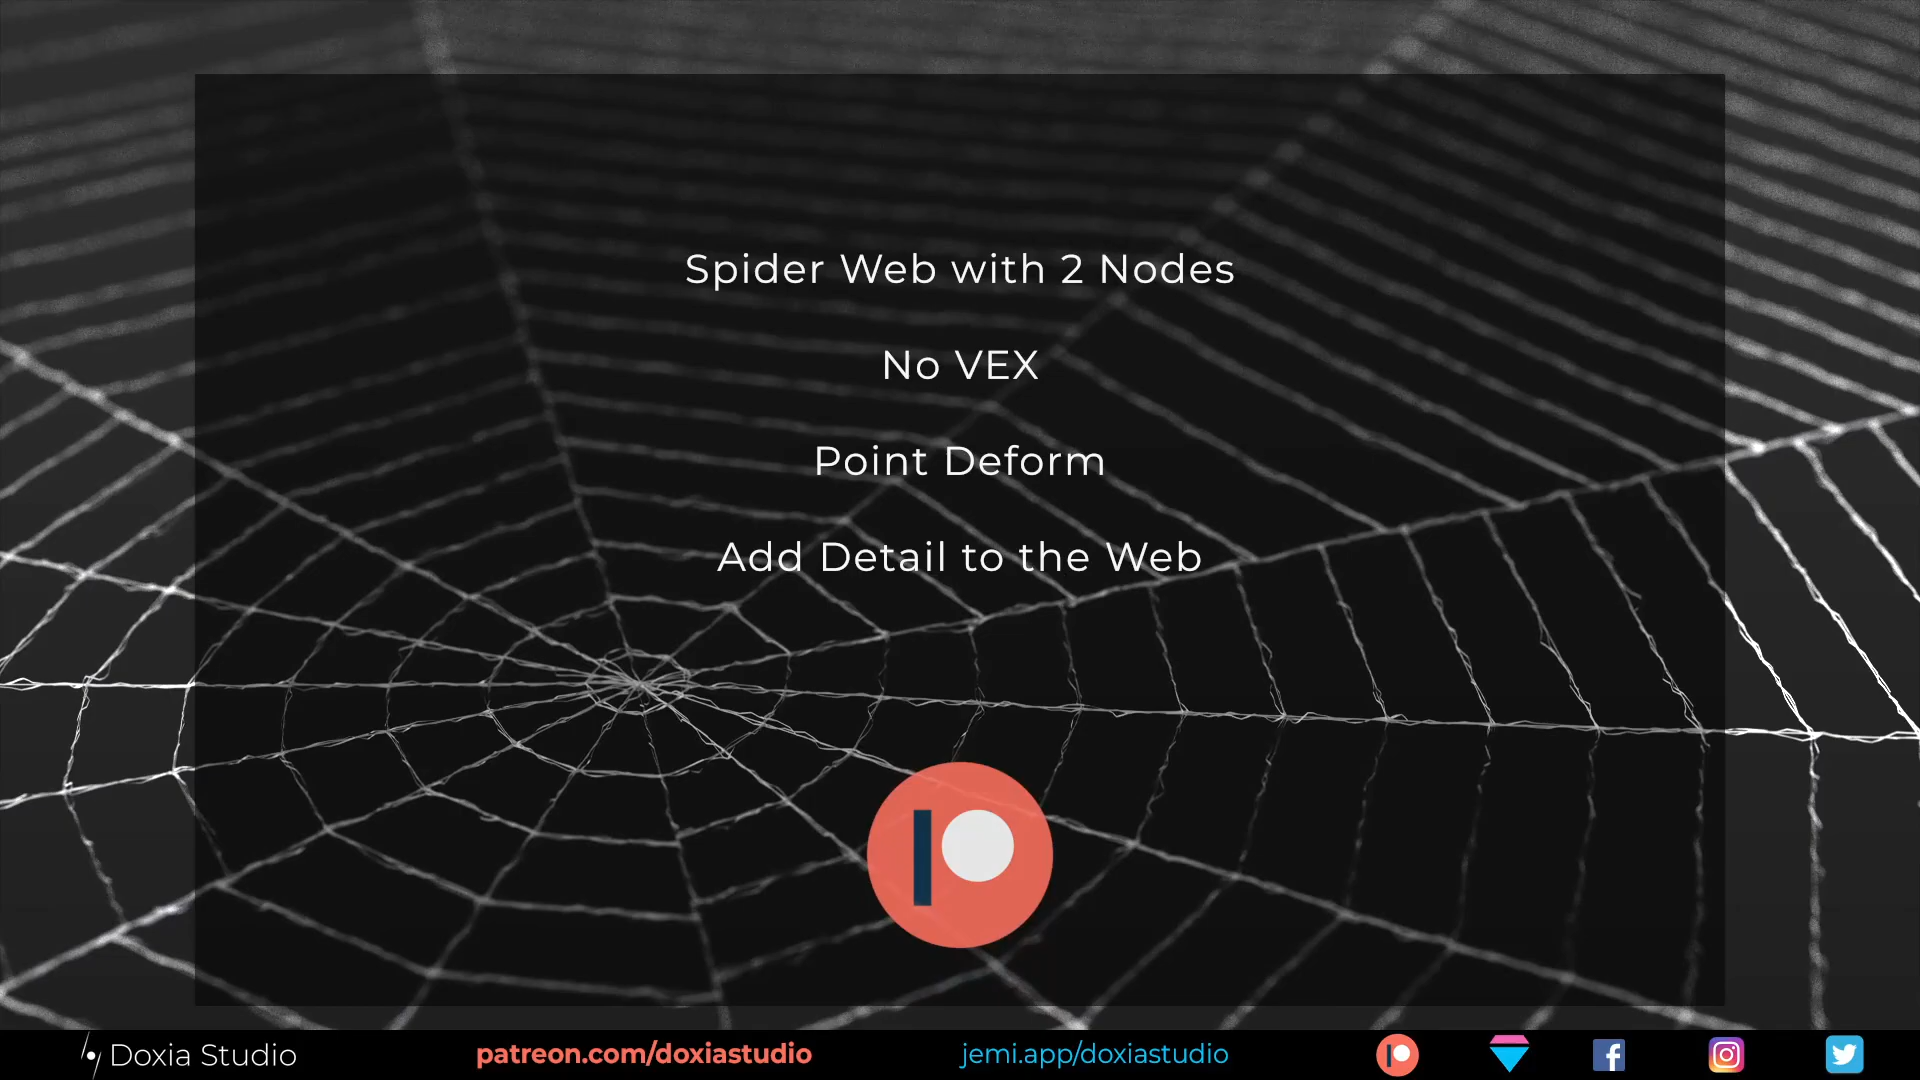 Spider Web with 2 Nodes
No VEX
Point Deform
Add Detail to the Web
Doxia Studio
patreon.com/doxiastudio
jemi.app/doxiastudio